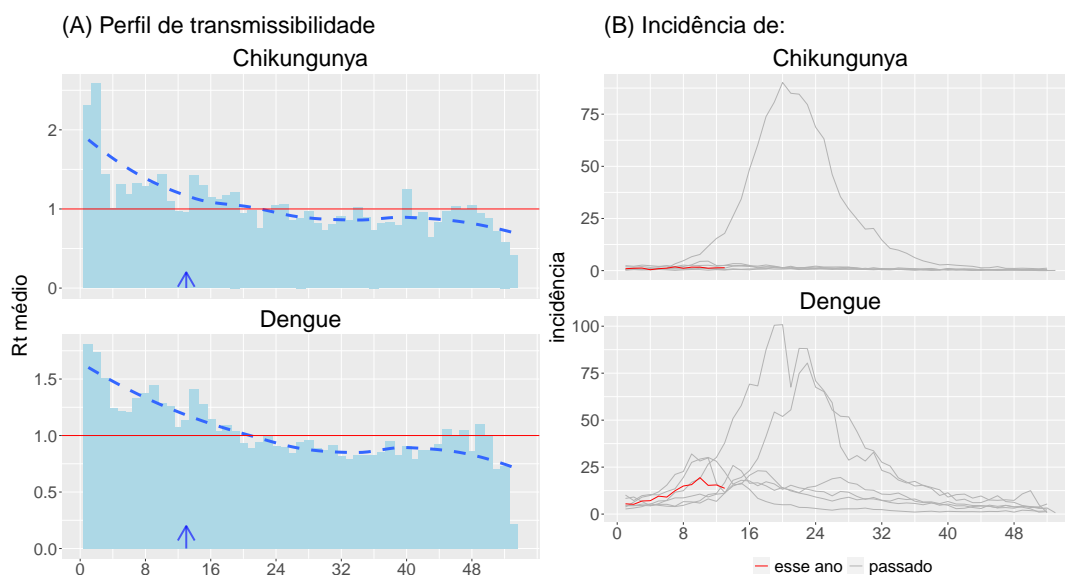 (A) Perfil de transmissibilidade
Chikungunya
2
1
0
Dengue
1.5
1.0
0.5
0.0
0 8 16 24 32 40 48
Rt médio
(B) Incidência de:
Chikungunya
75
50
25
0
Dengue
100
75
50
25
0
0 8 16 24 32 40 48
incidência
esse ano passado